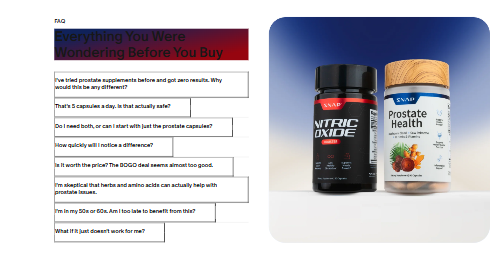 FAQ
Everything You Were
Wondering Before You Buy
I've tried prostate supplements before and got zero results. Why
would this be any different?
That's 5 capsules a day. Is that actually safe?
Do I need both, or can I start with just the prostate capsules?
How quickly will I notice a difference?
Is it worth the price? The BOGO deal seems almost too good.
I'm skeptical that herbs and amino acids can actually help with
prostate issues.
I'm in my 50s or 60s. Am I too late to benefit from this?
What if it just doesn't work for me?
SNAP
NITRIC
OXIDE
SNAP
Prostate
Health